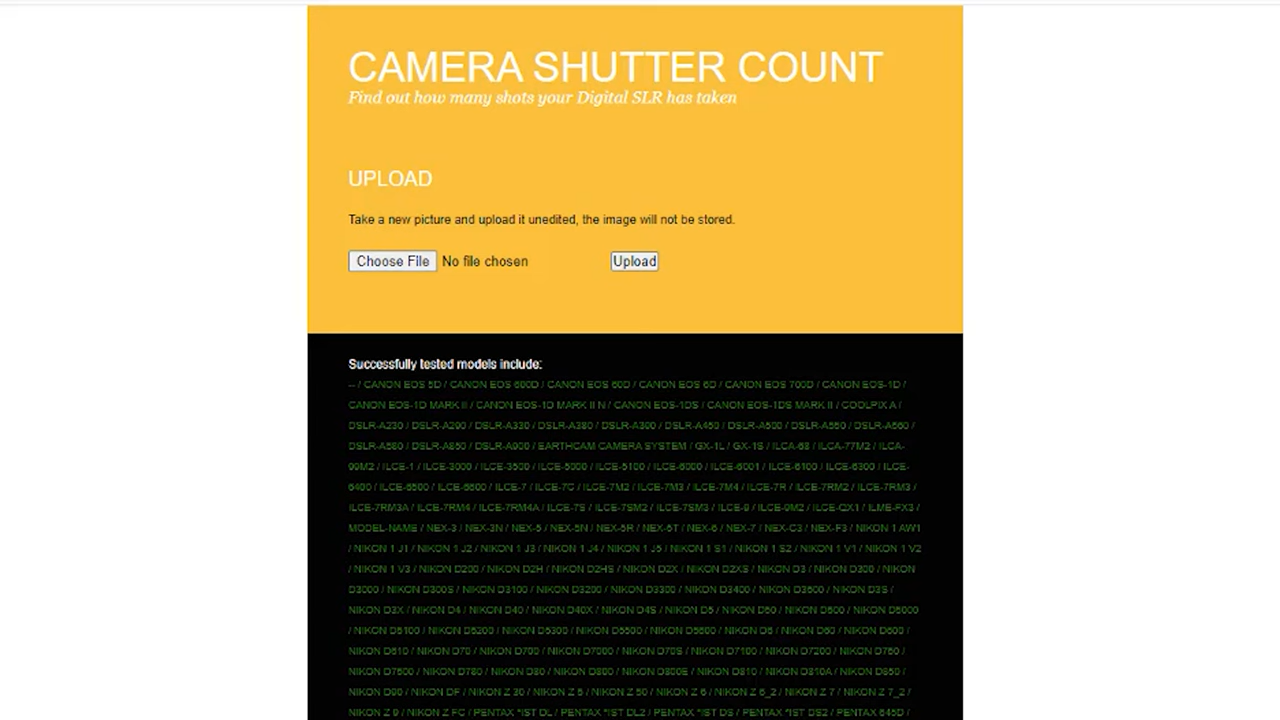 CAMERA SHUTTER COUNT
Find out how many shots your Digital SLR has taken
UPLOAD
Take a new picture and upload it unedited, the image will not be stored.
Choose File No file chosen Upload
Successfully tested models include:
-- / CANON EOS 5D / CANON EOS 600D / CANON EOS 60D / CANON EOS 6D / CANON EOS 700D / CANON EOS-1D /
CANON EOS-1D MARK II / CANON EOS-1D MARK II N / CANON EOS-1DS / CANON EOS-1DS MARK II / COOLPIX A /
DSLR-A230 / DSLR-A290 / DSLR-A330 / DSLR-A380 / DSLR-A390 / DSLR-A450 / DSLR-A500 / DSLR-A550 / DSLR-A560 /
DSLR-A580 / DSLR-A850 / DSLR-A900 / EARTHCAM CAMERA SYSTEM / GX-1L / GX-1S / ILCA-68 / ILCA-77M2 / ILCA-
99M2 / ILCE-1 / ILCE-3000 / ILCE-3500 / ILCE-5000 / ILCE-5100 / ILCE-6000 / ILCE-6001 / ILCE-6100 / ILCE-6300 / ILCE-
6400 / ILCE-6500 / ILCE-6600 / ILCE-7 / ILCE-7C / ILCE-7M2 / ILCE-7M3 / ILCE-7M4 / ILCE-7R / ILCE-7RM2 / ILCE-7RM3 /
ILCE-7RM3A / ILCE-7RM4 / ILCE-7RM4A / ILCE-7S / ILCE-7SM2 / ILCE-7SM3 / ILCE-9 / ILCE-9M2 / ILCE-QX1 / ILME-FX3 /
MODEL-NAME / NEX-3 / NEX-3N / NEX-5 / NEX-5N / NEX-5R / NEX-5T / NEX-6 / NEX-7 / NEX-C3 / NEX-F3 / NIKON 1 AW1
/ NIKON 1 J1 / NIKON 1 J2 / NIKON 1 J3 / NIKON 1 J4 / NIKON 1 J5 / NIKON 1 S1 / NIKON 1 S2 / NIKON 1 V1 / NIKON 1 V2
/ NIKON 1 V3 / NIKON D200 / NIKON D2H / NIKON D2HS / NIKON D2X / NIKON D2XS / NIKON D3 / NIKON D300 / NIKON
D3000 / NIKON D300S / NIKON D3100 / NIKON D3200 / NIKON D3300 / NIKON D3400 / NIKON D3500 / NIKON D3S /
NIKON D3X / NIKON D4 / NIKON D40 / NIKON D40X / NIKON D4S / NIKON D5 / NIKON D50 / NIKON D500 / NIKON D5000
/ NIKON D5100 / NIKON D5200 / NIKON D5300 / NIKON D5500 / NIKON D5600 / NIKON D6 / NIKON D60 / NIKON D600 /
NIKON D610 / NIKON D70 / NIKON D700 / NIKON D7000 / NIKON D70S / NIKON D7100 / NIKON D7200 / NIKON D750 /
NIKON D7500 / NIKON D780 / NIKON D80 / NIKON D800 / NIKON D800E / NIKON D810 / NIKON D810A / NIKON D850 /
NIKON D90 / NIKON DF / NIKON Z 30 / NIKON Z 5 / NIKON Z 50 / NIKON Z 6 / NIKON Z 6_2 / NIKON Z 7 / NIKON Z 7_2 /
NIKON Z 9 / NIKON Z FC / PENTAX *IST DL / PENTAX *IST DL2 / PENTAX *IST DS / PENTAX *IST DS2 / PENTAX 645D /